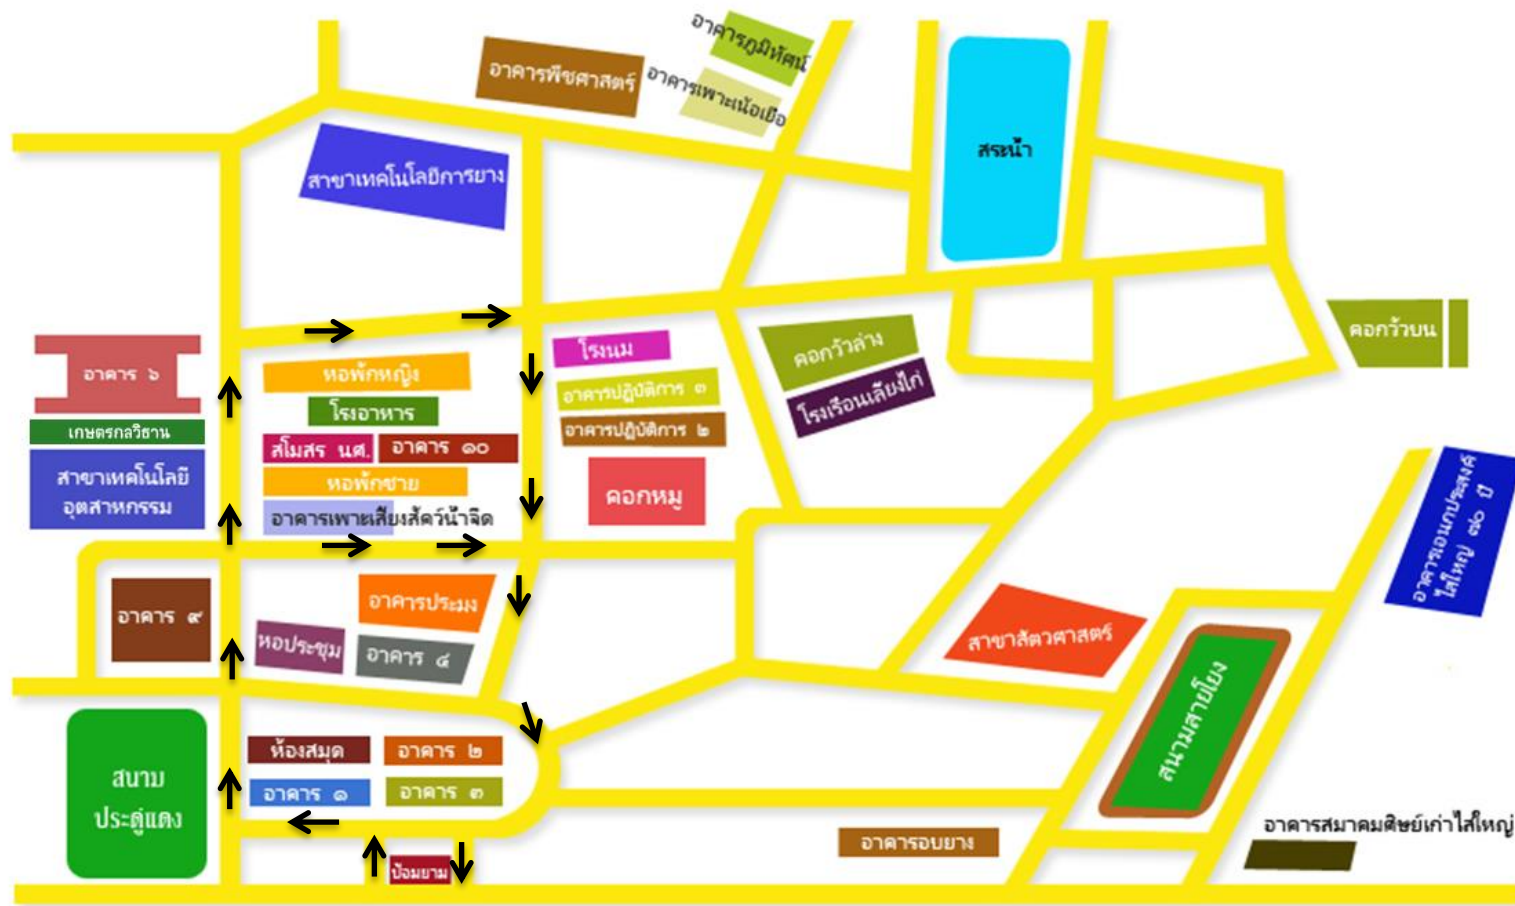 อาคารภูมิทัศน์
อาคารพืชศาสตร์
อาคารเพาะเนื้อเยื่อ
สระน้ำ
สาขาเทคโนโลยีการยาง
คอกวัวบน
อาคาร ๖
เกษตรกลวิธาน
สาขาเทคโนโลยี
อุตสาหกรรม
หอพักหญิง
โรงอาหาร
สโมสร นศ.
อาคาร ๑๐
หอพักชาย
อาคารเพาะเลี้ยงสัตว์น้ำจืด
โรงนม
อาคารปฏิบัติการ ๓
อาคารปฏิบัติการ ๒
คอกหมู
คอกวัวล่าง
โรงเรือนเลี้ยงไก่
อาคารเอนกประสงค์
ไสใหญ่ ๗๐ ปี
อาคาร ๙
อาคารประมง
หอประชุม
อาคาร ๔
สาขาสัตวศาสตร์
สนามสายโยง
สนาม
ประดู่แดง
ห้องสมุด
อาคาร ๒
อาคาร ๑
อาคาร ๓
ป้อมยาม
อาคารอบยาง
อาคารสมาคมศิษย์เก่าไสใหญ่